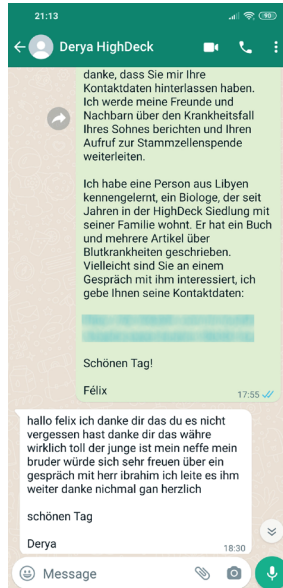 21:13
90
Derya HighDeck
danke, dass Sie mir Ihre
Kontaktdaten hinterlassen haben.
Ich werde meine Freunde und
Nachbarn über den Krankheitsfall
Ihres Sohnes berichten und Ihren
Aufruf zur Stammzellenspende
weiterleiten.
Ich habe eine Person aus Libyen
kennengelernt, ein Biologe, der seit
Jahren in der HighDeck Siedlung mit
seiner Familie wohnt. Er hat ein Buch
und mehrere Artikel über
Blutkrankheiten geschrieben.
Vielleicht sind Sie an einem
Gespräch mit ihm interessiert, ich
gebe Ihnen seine Kontaktdaten:
Schönen Tag!
Félix
17:55
hallo felix ich danke dir das du es nicht
vergessen hast danke dir das währe
wirklich toll der junge ist mein neffe mein
bruder würde sich sehr freuen über ein
gespräch mit herr ibrahim ich leite es ihm
weiter danke nichmal gan herzlich
schönen Tag
Derya
18:30
Message